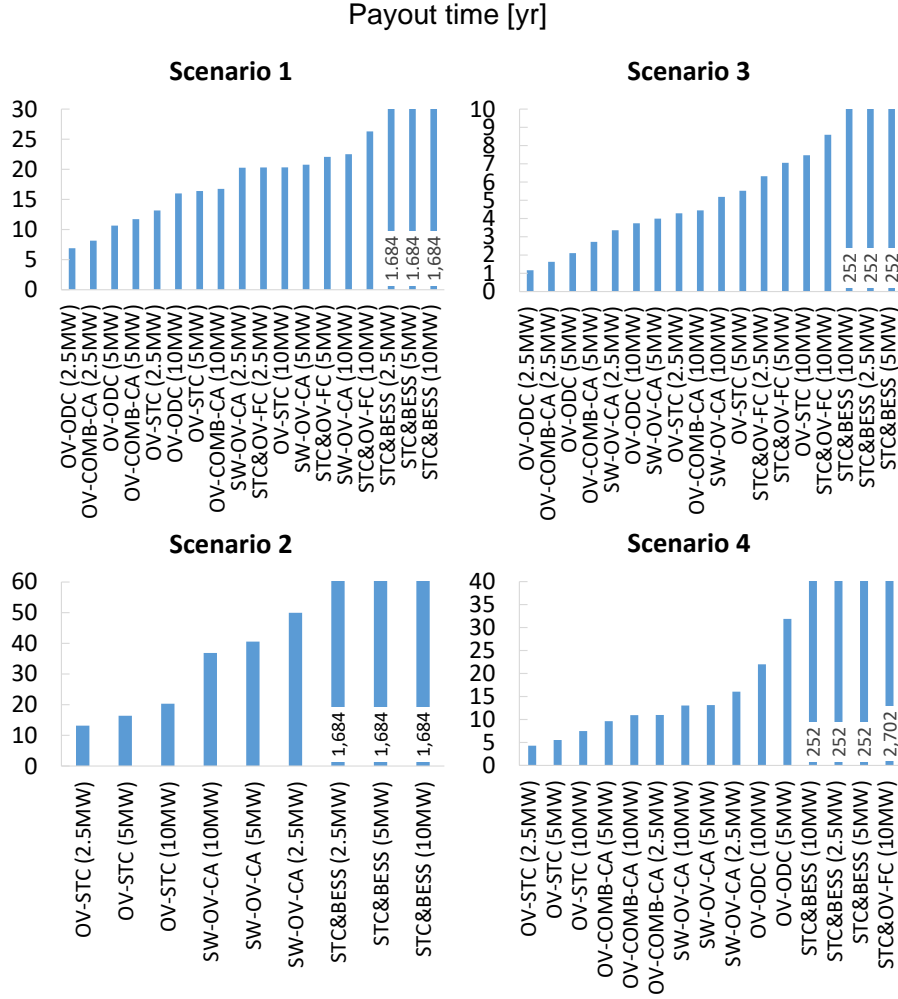 Payout time [yr]
Scenario 1
30
25
20
15
10
5
0
1.684
1.684
1,684
OV-ODC (2.5MW)
OV-COMB-CA (2.5MW)
OV-ODC (5MW)
OV-COMB-CA (5MW)
OV-STC (2.5MW)
OV-ODC (10MW)
OV-STC (5MW)
OV-COMB-CA (10MW)
SW-OV-CA (2.5MW)
STC&OV-FC (2.5MW)
OV-STC (10MW)
SW-OV-CA (5MW)
STC&OV-FC (5MW)
SW-OV-CA (10MW)
STC&OV-FC (10MW)
STC&BESS (2.5MW)
STC&BESS (5MW)
STC&BESS (10MW)
Scenario 3
10
9
8
7
6
5
4
3
2
1
0
252
252
252
OV-ODC (2.5MW)
OV-COMB-CA (2.5MW)
OV-ODC (5MW)
OV-COMB-CA (5MW)
SW-OV-CA (2.5MW)
OV-ODC (10MW)
SW-OV-CA (5MW)
OV-STC (2.5MW)
OV-COMB-CA (10MW)
SW-OV-CA (10MW)
OV-STC (5MW)
STC&OV-FC (2.5MW)
STC&OV-FC (5MW)
OV-STC (10MW)
STC&OV-FC (10MW)
STC&BESS (10MW)
STC&BESS (2.5MW)
STC&BESS (5MW)
Scenario 2
60
50
40
30
20
10
0
1,684
1,684
1,684
OV-STC (2.5MW)
OV-STC (5MW)
OV-STC (10MW)
SW-OV-CA (10MW)
SW-OV-CA (5MW)
SW-OV-CA (2.5MW)
STC&BESS (2.5MW)
STC&BESS (5MW)
STC&BESS (10MW)
Scenario 4
40
35
30
25
20
15
10
5
0
252
252
252
2,702
OV-STC (2.5MW)
OV-STC (5MW)
OV-STC (10MW)
OV-COMB-CA (5MW)
OV-COMB-CA (10MW)
OV-COMB-CA (2.5MW)
SW-OV-CA (10MW)
SW-OV-CA (5MW)
SW-OV-CA (2.5MW)
OV-ODC (10MW)
OV-ODC (5MW)
STC&BESS (10MW)
STC&BESS (2.5MW)
STC&BESS (5MW)
STC&OV-FC (10MW)